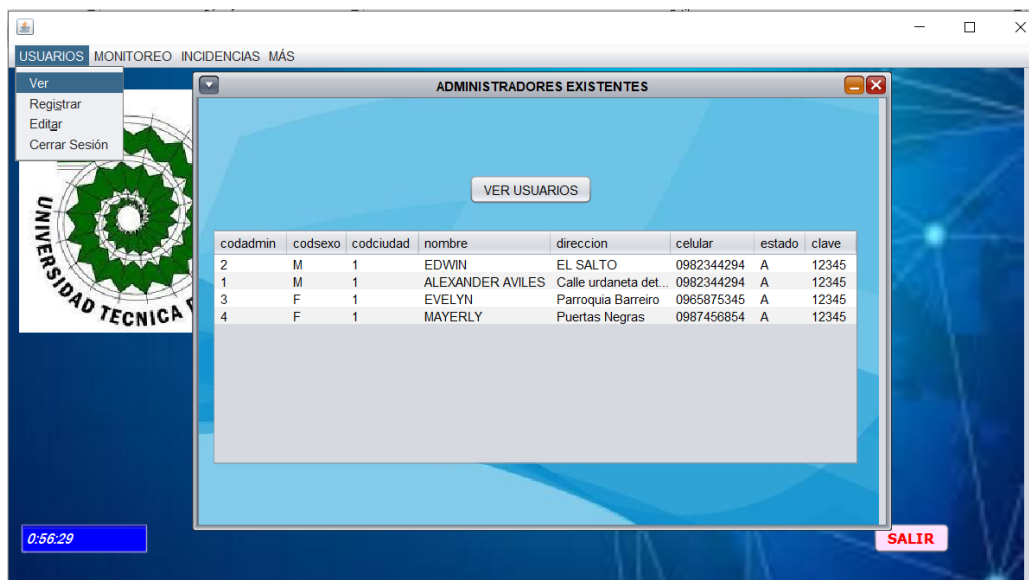 USUARIOS MONITOREO INCIDENCIAS MÁS
Ver
Registrar
Editar
Cerrar Sesión
UNIVERSIDAD TECNICA
ADMINISTRADORES EXISTENTES
VER USUARIOS
codadmin codsexo codciudad nombre direccion celular estado clave
2 M 1 EDWIN EL SALTO 0982344294 A 12345
1 M 1 ALEXANDER AVILES Calle urdaneta det... 0982344294 A 12345
3 F 1 EVELYN Parroquia Barreiro 0965875345 A 12345
4 F 1 MAYERLY Puertas Negras 0987456854 A 12345
0:56:29
SALIR